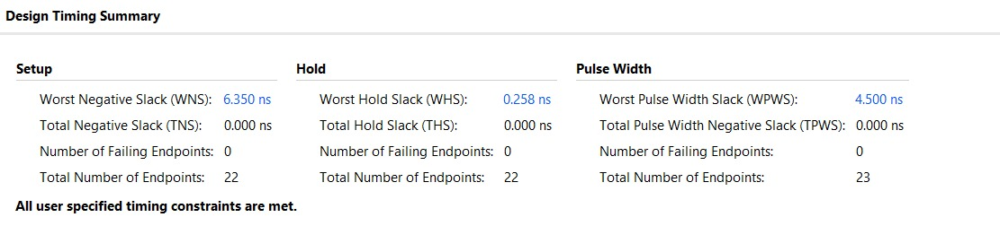 Design Timing Summary
Setup Hold Pulse Width
Worst Negative Slack (WNS): 6.350 ns Worst Hold Slack (WHS): 0.258 ns Worst Pulse Width Slack (WPWS): 4.500 ns
Total Negative Slack (TNS): 0.000 ns Total Hold Slack (THS): 0.000 ns Total Pulse Width Negative Slack (TPWS): 0.000 ns
Number of Failing Endpoints: 0 Number of Failing Endpoints: 0 Number of Failing Endpoints: 0
Total Number of Endpoints: 22 Total Number of Endpoints: 22 Total Number of Endpoints: 23
All user specified timing constraints are met.